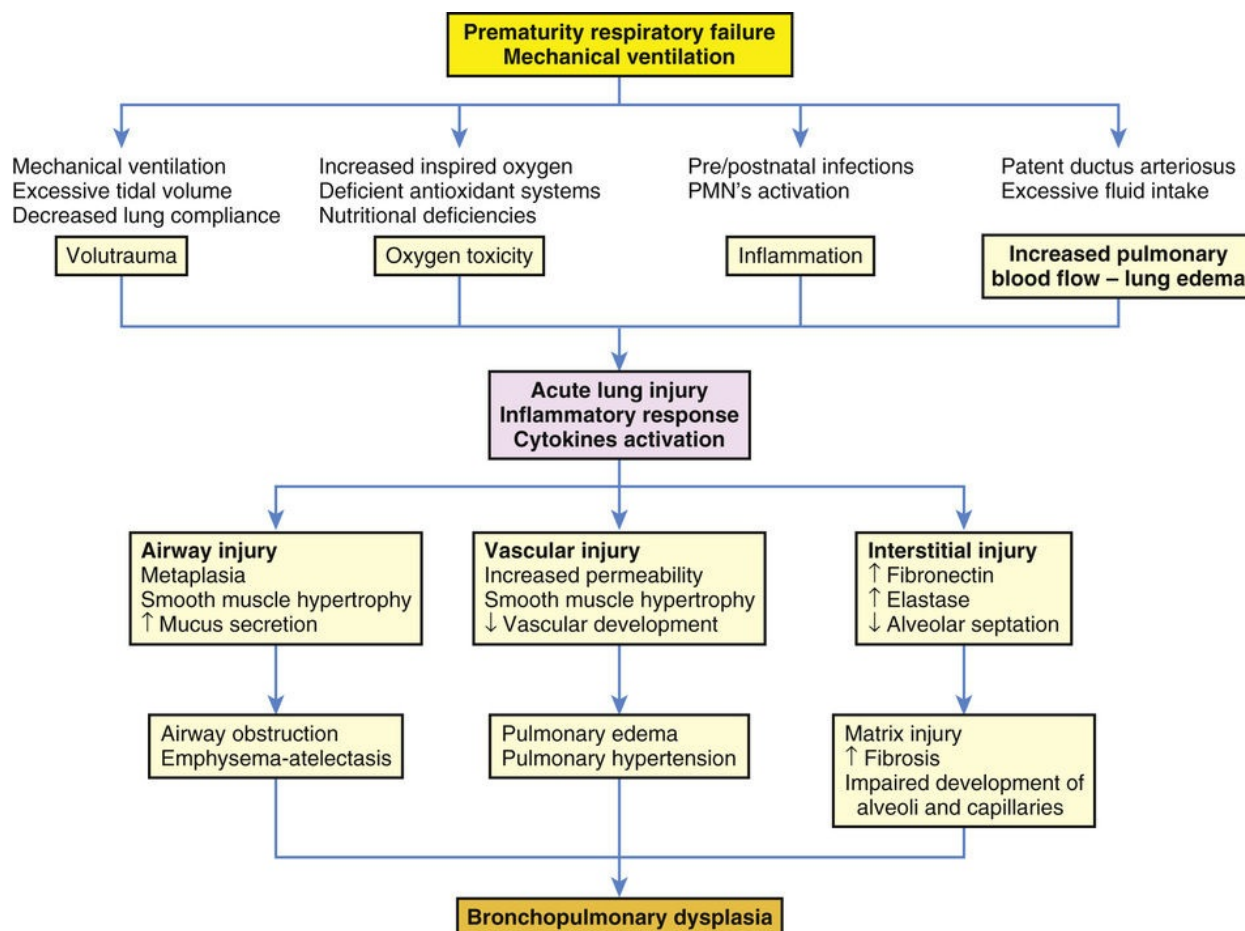 Prematurity respiratory failure
Mechanical ventilation
Mechanical ventilation
Excessive tidal volume
Decreased lung compliance
Volutrauma
Increased inspired oxygen
Deficient antioxidant systems
Nutritional deficiencies
Oxygen toxicity
Pre/postnatal infections
PMN's activation
Inflammation
Patent ductus arteriosus
Excessive fluid intake
Increased pulmonary
blood flow – lung edema
Acute lung injury
Inflammatory response
Cytokines activation
Airway injury
Metaplasia
Smooth muscle hypertrophy
↑ Mucus secretion
Vascular injury
Increased permeability
Smooth muscle hypertrophy
↓ Vascular development
Interstitial injury
↑ Fibronectin
↑ Elastase
↓ Alveolar septation
Airway obstruction
Emphysema-atelectasis
Pulmonary edema
Pulmonary hypertension
Matrix injury
↑ Fibrosis
Impaired development of
alveoli and capillaries
Bronchopulmonary dysplasia